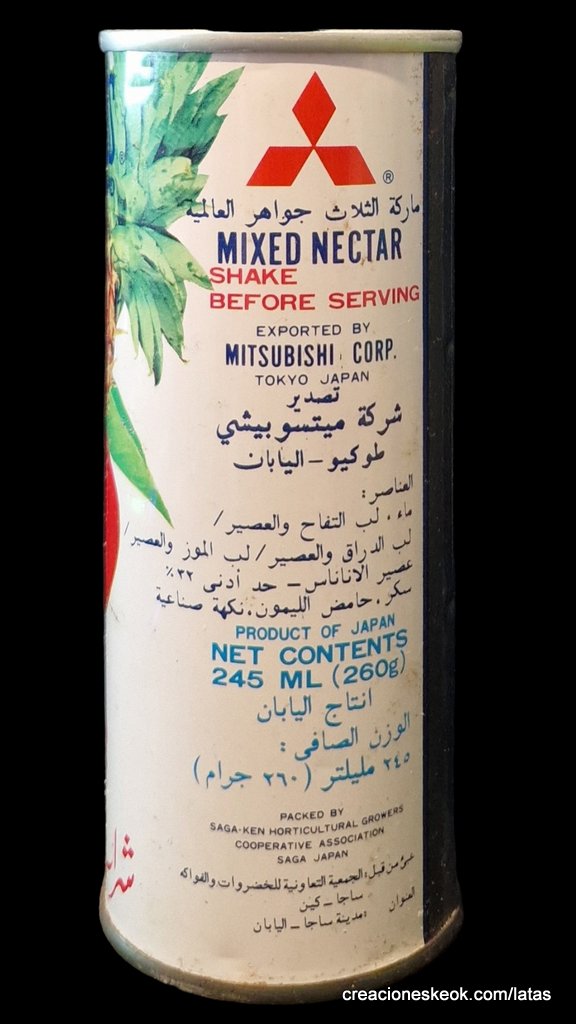 ®
ماركة الثلاث جواهر العالمية
MIXED NECTAR
SHAKE
BEFORE SERVING
EXPORTED BY
MITSUBISHI CORP.
TOKYO JAPAN
تصدير
شركة ميتسوبيشي
طوكيو - اليابان
العناصر :
ماء . لب التفاح والعصير /
لب الدراق والعصير / لب الموز والعصير /
عصير الاناناس - حد أدنى ٣٢٪
سكر . حامض الليمون . نكهة صناعية
PRODUCT OF JAPAN
NET CONTENTS
245 ML (260g)
انتاج اليابان
الوزن الصافي :
٢٤٥ مليلتر (٢٦٠ جرام)
PACKED BY
SAGA-KEN HORTICULTURAL GROWERS
COOPERATIVE ASSOCIATION
SAGA JAPAN
من قبل : الجمعية التعاونية للخضروات والفواكه
ساجا - كين
العنوان : مدينة ساجا - اليابان
creacioneskeok.com/latas